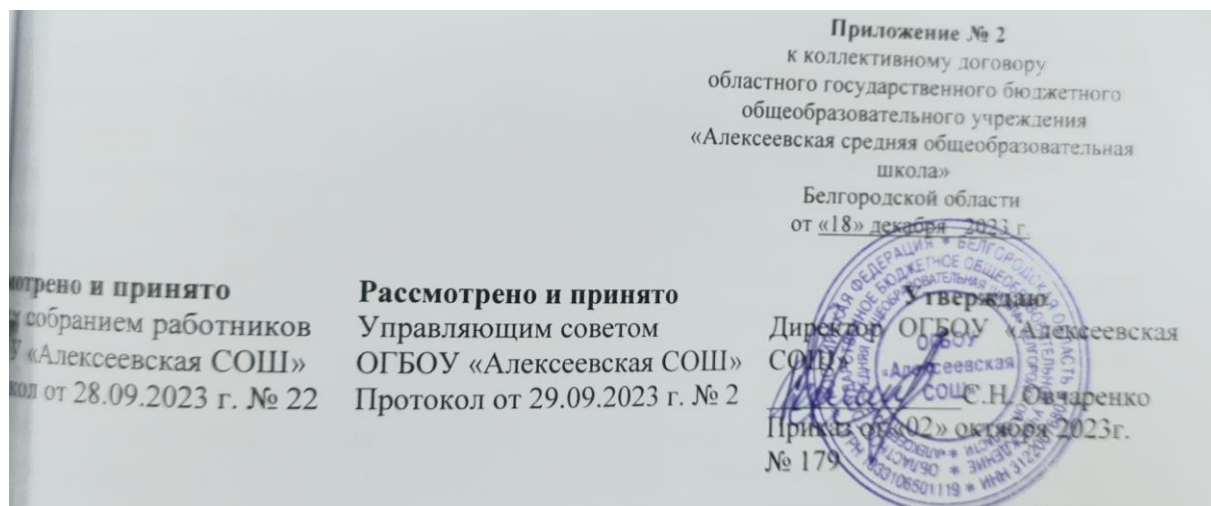 Приложение № 2
к коллективному договору
областного государственного бюджетного
общеобразовательного учреждения
«Алексеевская средняя общеобразовательная
школа»
Белгородской области
от «18» декабря 2023 г.
и принято
собранием работников
«Алексеевская СОШ»
от 28.09.2023 г. № 22
Рассмотрено и принято
Управляющим советом
ОГБОУ «Алексеевская СОШ»
Протокол от 29.09.2023 г. № 2
Утверждаю
Директор ОГБОУ «Алексеевская
СОШ»
С.Н. Овчаренко
Приказ от «02» октября 2023г.
№ 179
ОГБОУ
«Алексеевская
СОШ»